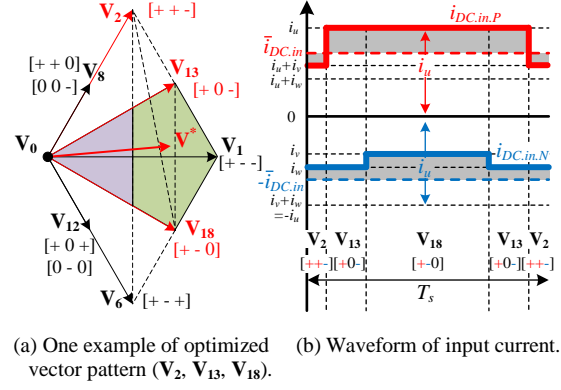 V2 [+ + -]
[+ + 0]
[0 0 -]
V8
V13
[+ 0 -]
V*
V0
V1
[+ - -]
V12
[+ 0 +]
[0 - 0]
V18
[+ - 0]
V6 [+ - +]
(a) One example of optimized
vector pattern (V2, V13, V18).
iu
iDC.in.P
īDC.in
iu+iv
iu+iw
iu
0
iv
iw
iu
iDC.in.N
-īDC.in
iv+iw
=-iu
V2 V13 V18 V13 V2
[++-] [+0-] [+-0] [+0-] [++-]
Ts
(b) Waveform of input current.